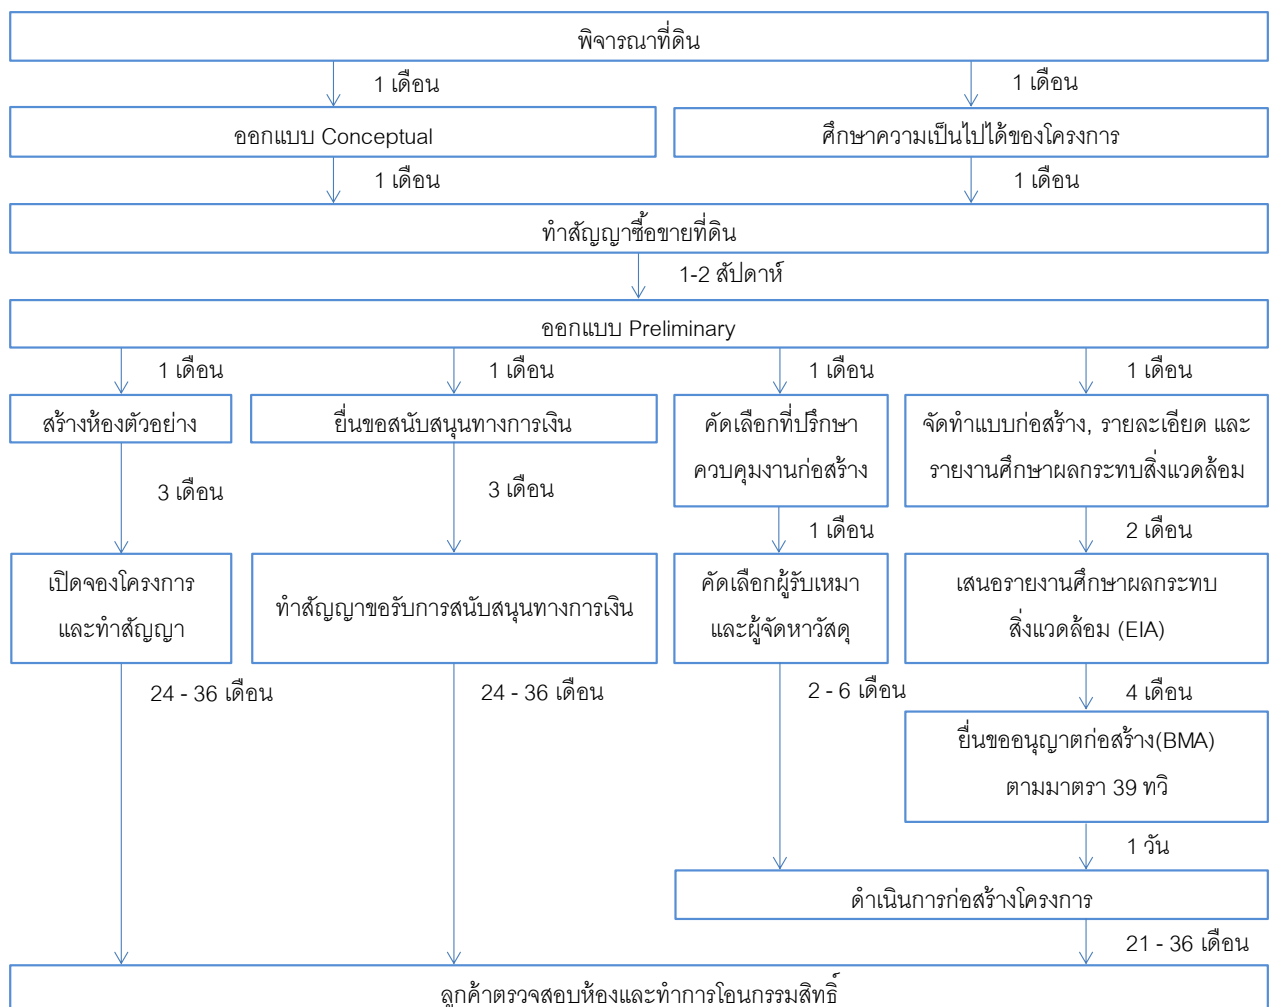 พิจารณาที่ดิน
1 เดือน
1 เดือน
ออกแบบ Conceptual
ศึกษาความเป็นไปได้ของโครงการ
1 เดือน
1 เดือน
ทำสัญญาซื้อขายที่ดิน
1-2 สัปดาห์
ออกแบบ Preliminary
1 เดือน
1 เดือน
1 เดือน
1 เดือน
สร้างห้องตัวอย่าง
ยื่นขอสนับสนุนทางการเงิน
คัดเลือกที่ปรึกษา
ควบคุมงานก่อสร้าง
จัดทำแบบก่อสร้าง, รายละเอียด และ
รายงานศึกษาผลกระทบสิ่งแวดล้อม
3 เดือน
3 เดือน
1 เดือน
2 เดือน
เปิดจองโครงการ
และทำสัญญา
ทำสัญญาขอรับการสนับสนุนทางการเงิน
คัดเลือกผู้รับเหมา
และผู้จัดหาวัสดุ
เสนอรายงานศึกษาผลกระทบ
สิ่งแวดล้อม (EIA)
24 - 36 เดือน
24 - 36 เดือน
2 - 6 เดือน
4 เดือน
ยื่นขออนุญาตก่อสร้าง(BMA)
ตามมาตรา 39 ทวิ
1 วัน
ดำเนินการก่อสร้างโครงการ
21 - 36 เดือน
ลูกค้าตรวจสอบห้องและทำการโอนกรรมสิทธิ์